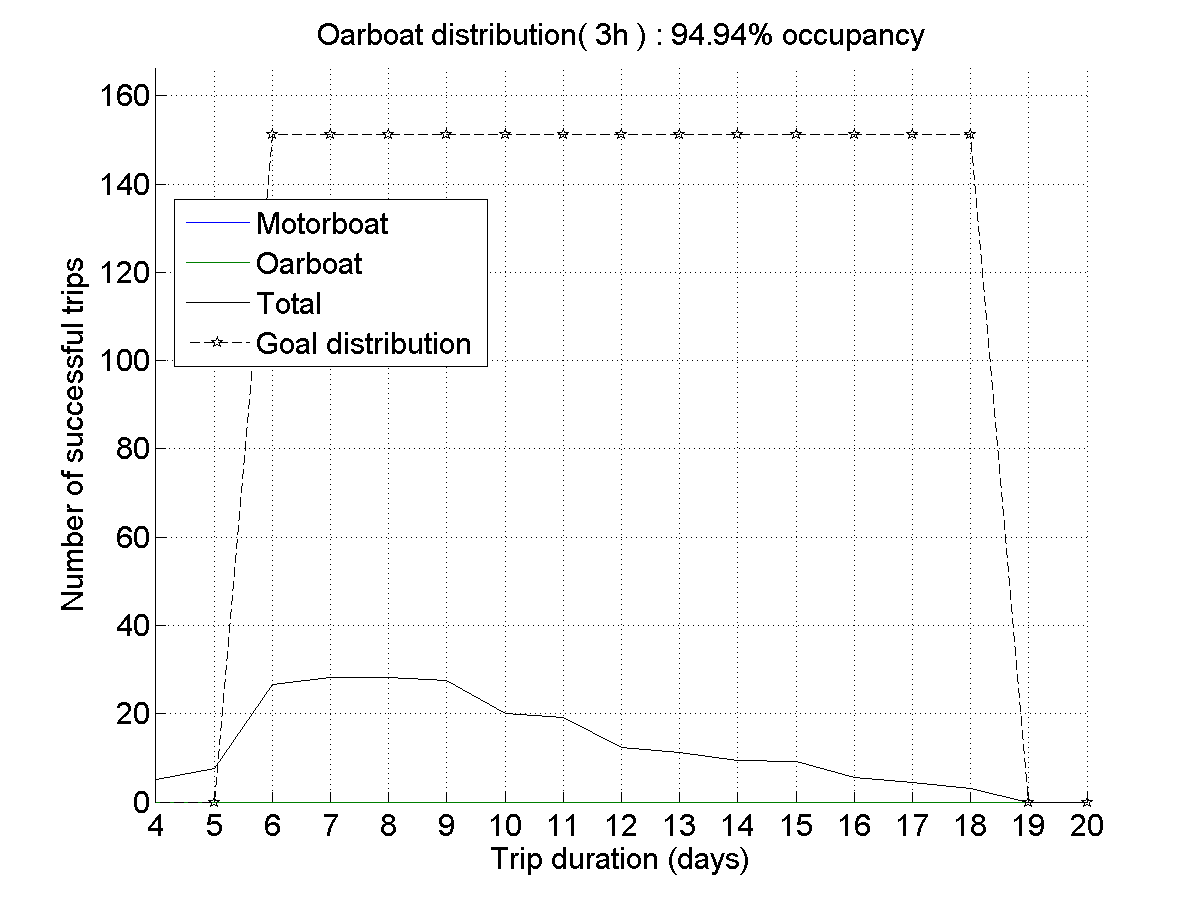 Oarboat distribution( 3h ) : 94.94% occupancy
160
140
120
100
80
60
40
20
0
Number of successful trips
Motorboat
Oarboat
Total
Goal distribution
4 5 6 7 8 9 10 11 12 13 14 15 16 17 18 19 20
Trip duration (days)